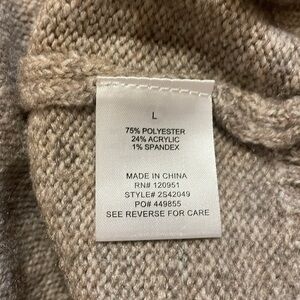 L
75% POLYESTER
24% ACRYLIC
1% SPANDEX
MADE IN CHINA
RN# 120951
STYLE# 2S42049
PO# 449855
SEE REVERSE FOR CARE